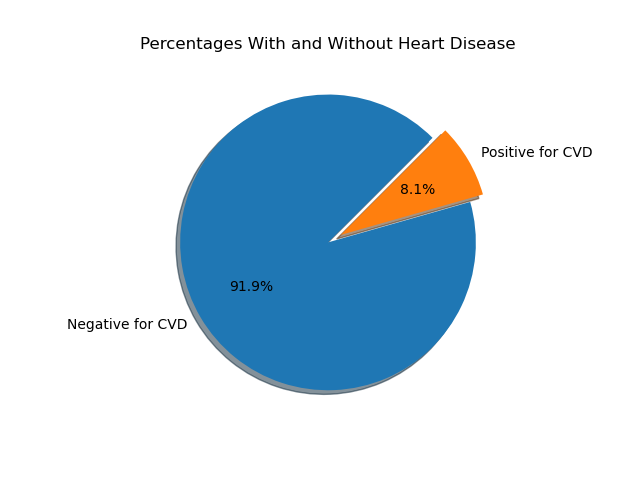 Percentages With and Without Heart Disease
Positive for CVD
8.1%
91.9%
Negative for CVD